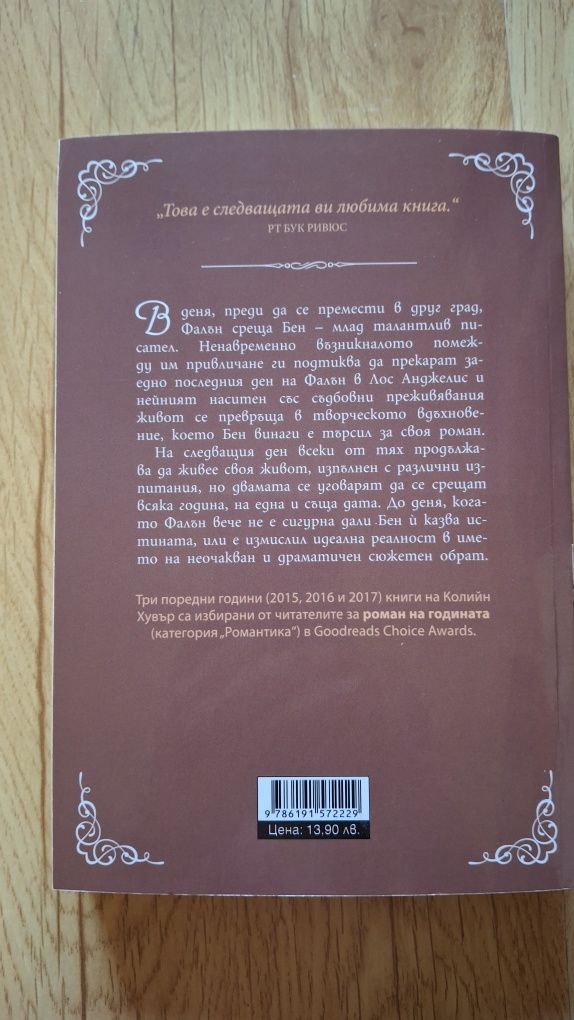 „Това е следващата ви любима книга.“
РТ БУК РИВЮС
В деня, преди да се премести в друг град,
Фалън среща Бен – млад талантлив пи-
сател. Ненавременно възникналото помеж-
ду им привличане ги подтиква да прекарат за-
едно последния ден на Фалън в Лос Анджелис и
нейният наситен със съдбовни преживявания
живот се превръща в творческото вдъхнове-
ние, което Бен винаги е търсил за своя роман.
На следващия ден всеки от тях продължа-
ва да живее своя живот, изпълнен с различни из-
питания, но двамата се уговарят да се срещат
всяка година, на една и съща дата. До деня, кога-
то Фалън вече не е сигурна дали Бен ѝ казва ис-
тината, или е измислил идеална реалност в име-
то на неочакван и драматичен сюжетен обрат.
Три поредни години (2015, 2016 и 2017) книги на Колийн
Хувър са избирани от читателите за роман на годината
(категория „Романтика“) в Goodreads Choice Awards.
9 786191 572229
Цена: 13,90 лв.